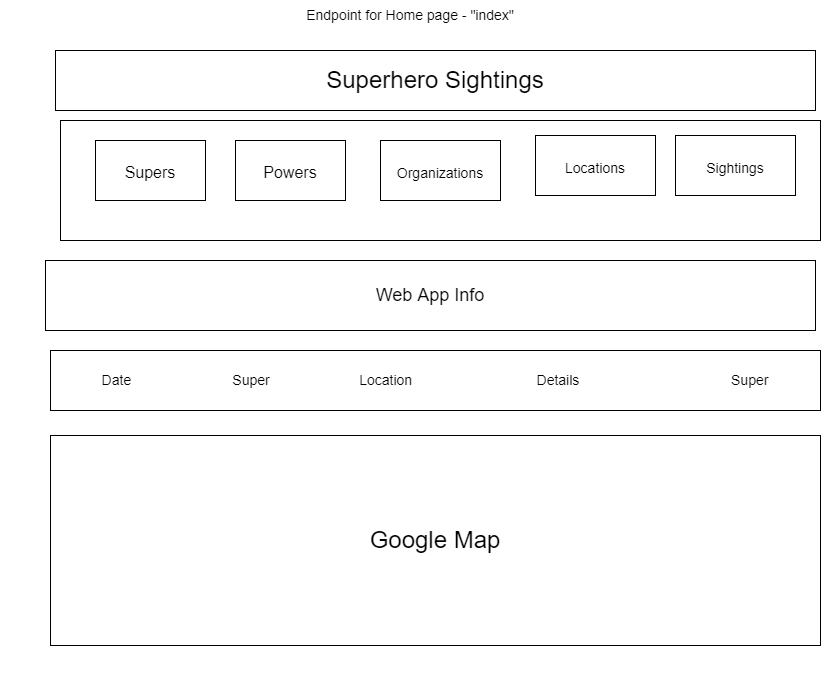 Endpoint for Home page - "index"
Superhero Sightings
Supers
Powers
Organizations
Locations
Sightings
Web App Info
Date
Super
Location
Details
Super
Google Map